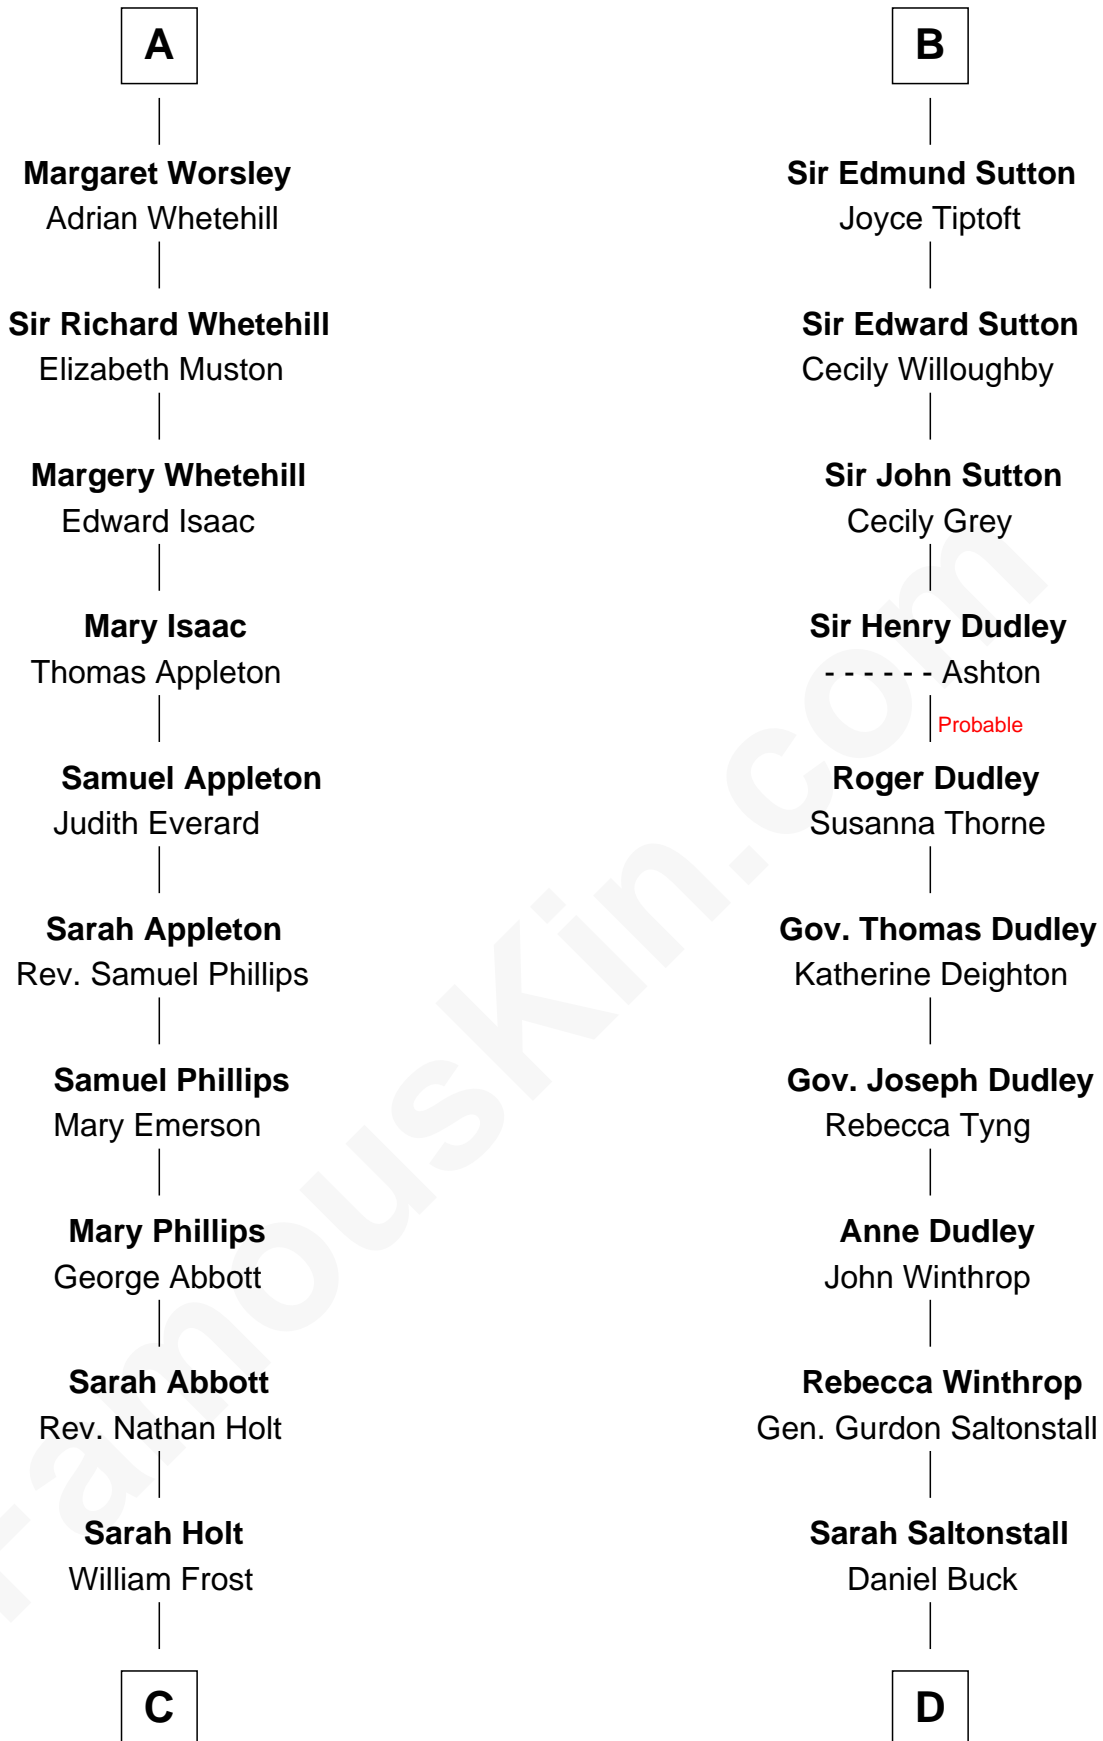 A
Margaret Worsley
Adrian Whetehill
Sir Richard Whetehill
Elizabeth Muston
Margery Whetehill
Edward Isaac
Mary Isaac
Thomas Appleton
Samuel Appleton
Judith Everard
Sarah Appleton
Rev. Samuel Phillips
Samuel Phillips
Mary Emerson
Mary Phillips
George Abbott
Sarah Abbott
Rev. Nathan Holt
Sarah Holt
William Frost
C
B
Sir Edmund Sutton
Joyce Tiptoft
Sir Edward Sutton
Cecily Willoughby
Sir John Sutton
Cecily Grey
Sir Henry Dudley
- - - - - - Ashton
Probable
Roger Dudley
Susanna Thorne
Gov. Thomas Dudley
Katherine Deighton
Gov. Joseph Dudley
Rebecca Tyng
Anne Dudley
John Winthrop
Rebecca Winthrop
Gen. Gurdon Saltonstall
Sarah Saltonstall
Daniel Buck
D
FamousKin.com